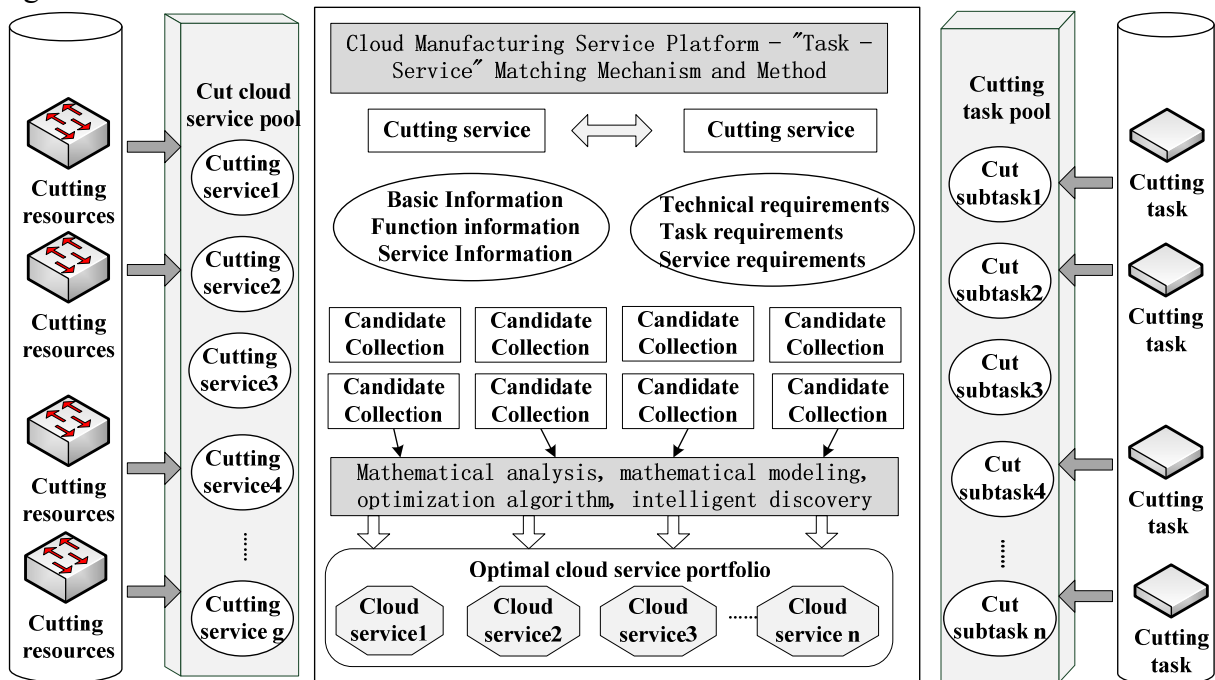 Cutting
resources
Cutting
resources
Cutting
resources
Cutting
resources
Cut cloud
service pool
Cutting
service1
Cutting
service2
Cutting
service3
Cutting
service4
......
Cutting
service g
Cloud Manufacturing Service Platform - "Task -
Service" Matching Mechanism and Method
Cutting service
Cutting service
Basic Information
Function information
Service Information
Technical requirements
Task requirements
Service requirements
Candidate
Collection
Candidate
Collection
Candidate
Collection
Candidate
Collection
Candidate
Collection
Candidate
Collection
Candidate
Collection
Candidate
Collection
Mathematical analysis, mathematical modeling,
optimization algorithm, intelligent discovery
Optimal cloud service portfolio
Cloud
service1
Cloud
service2
Cloud
service3
......
Cloud
service n
Cutting
task pool
Cut
subtask1
Cut
subtask2
Cut
subtask3
Cut
subtask4
......
Cut
subtask n
Cutting
task
Cutting
task
Cutting
task
Cutting
task